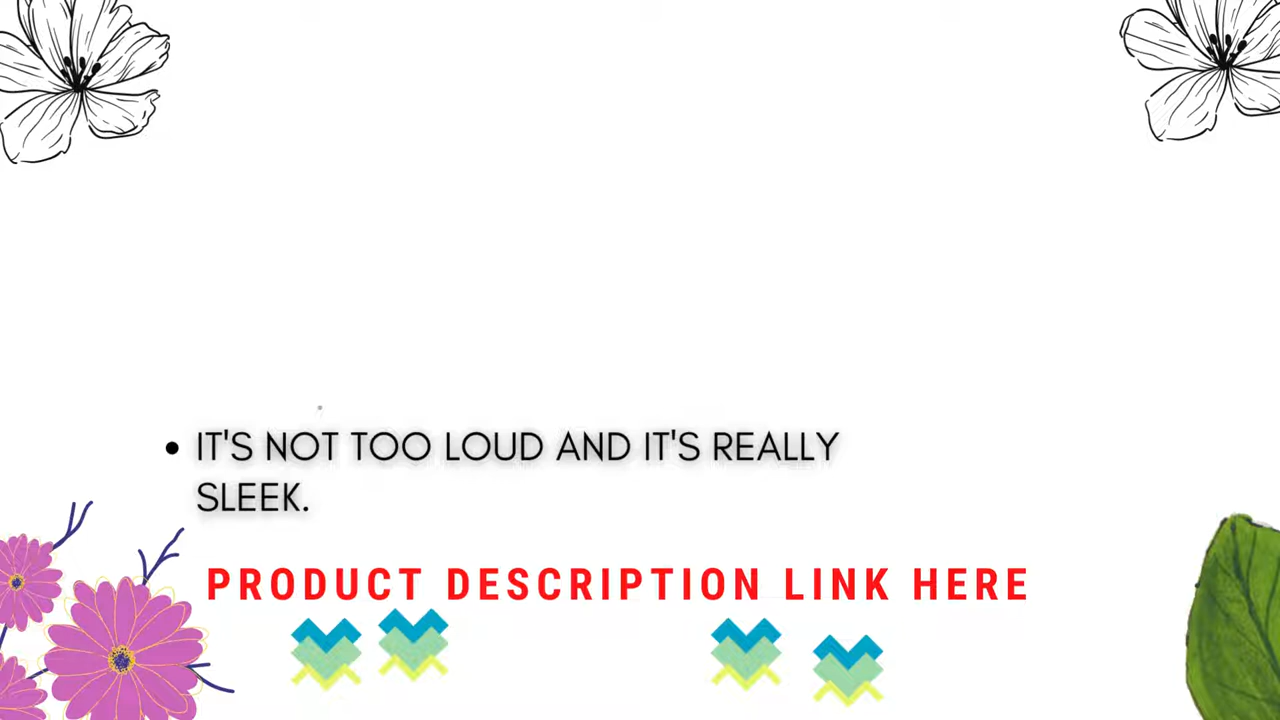 • IT'S NOT TOO LOUD AND IT'S REALLY
SLEEK.
PRODUCT DESCRIPTION LINK HERE